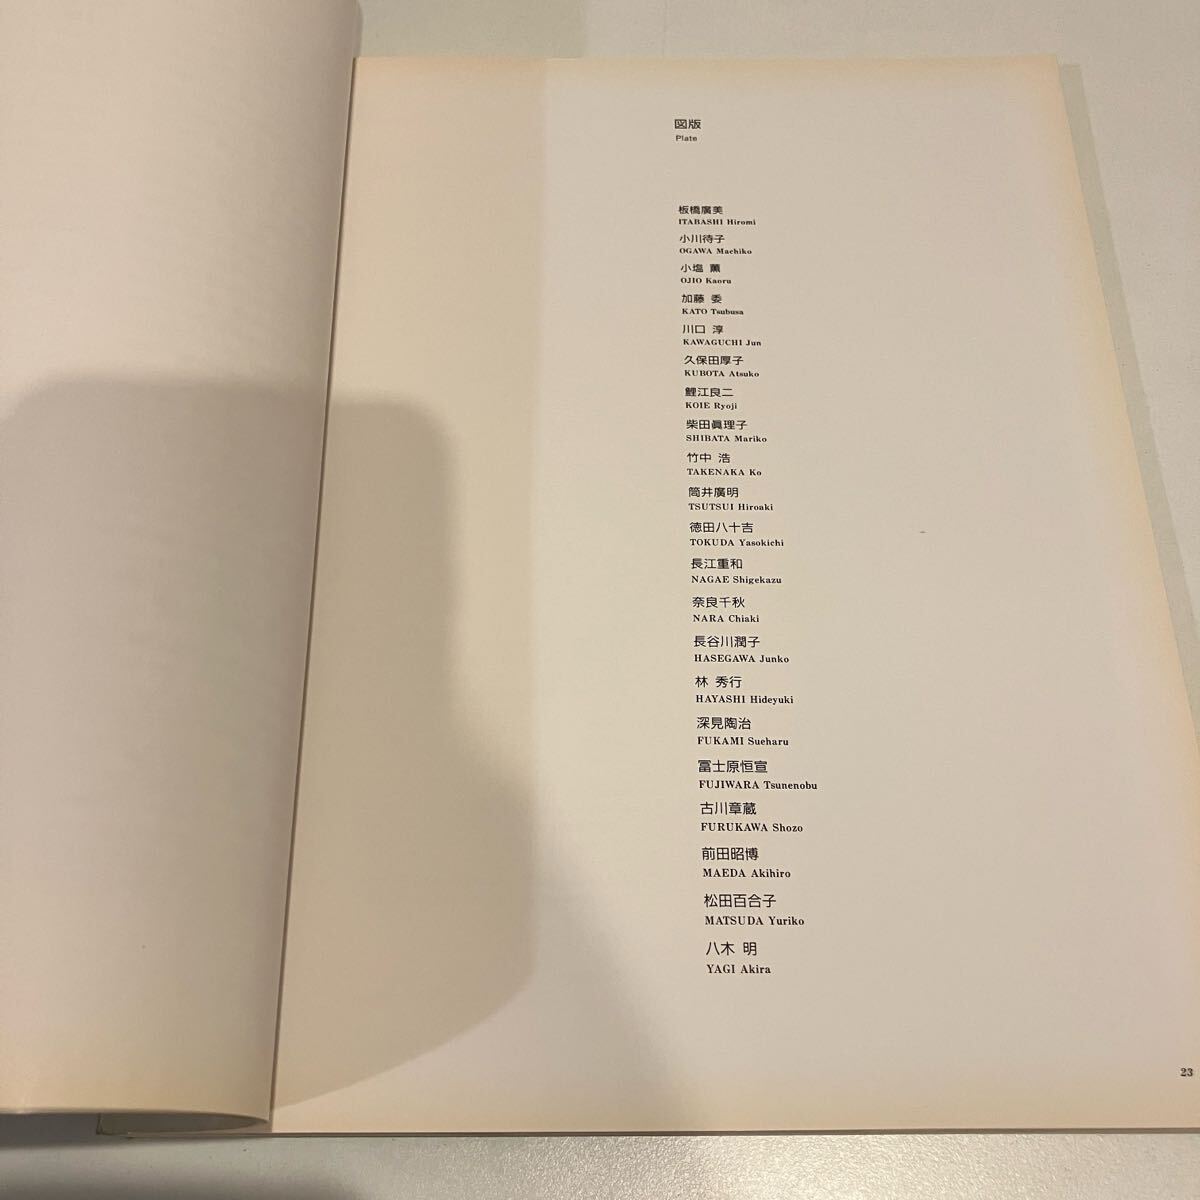 図版
Plate
板橋廣美
ITABASHI Hiromi
小川待子
OGAWA Machiko
小塩 薫
OJIO Kaoru
加藤 委
KATO Tsubusa
川口 淳
KAWAGUCHI Jun
久保田厚子
KUBOTA Atsuko
鯉江良二
KOIE Ryoji
柴田眞理子
SHIBATA Mariko
竹中 浩
TAKENAKA Ko
筒井廣明
TSUTSUI Hiroaki
徳田八十吉
TOKUDA Yasokichi
長江重和
NAGAE Shigekazu
奈良千秋
NARA Chiaki
長谷川潤子
HASEGAWA Junko
林 秀行
HAYASHI Hideyuki
深見陶治
FUKAMI Sueharu
冨士原恒宣
FUJIWARA Tsunenobu
古川章蔵
FURUKAWA Shozo
前田昭博
MAEDA Akihiro
松田百合子
MATSUDA Yuriko
八木 明
YAGI Akira
23